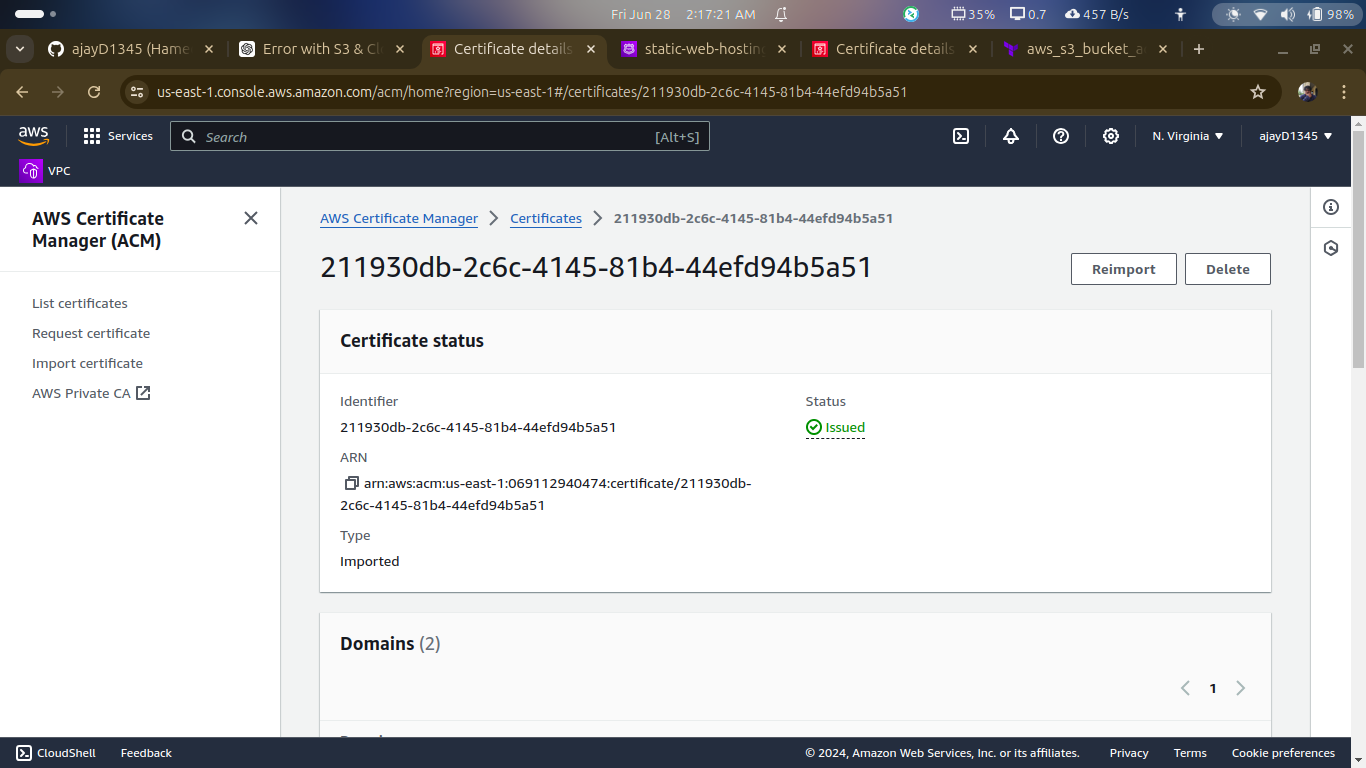 Fri Jun 28 2:17:21 AM
35% 0.7 457 B/s 98%
ajayD1345 (Hame
Error with S3 & Cl
Certificate details
static-web-hosting
Certificate details
aws_s3_bucket_a
us-east-1.console.aws.amazon.com/acm/home?region=us-east-1#/certificates/211930db-2c6c-4145-81b4-44efd94b5a51
aws Services Search [Alt+S] N. Virginia ajayD1345
VPC
AWS Certificate
Manager (ACM)
List certificates
Request certificate
Import certificate
AWS Private CA
AWS Certificate Manager Certificates 211930db-2c6c-4145-81b4-44efd94b5a51
211930db-2c6c-4145-81b4-44efd94b5a51
Reimport Delete
Certificate status
Identifier
211930db-2c6c-4145-81b4-44efd94b5a51
Status
Issued
ARN
arn:aws:acm:us-east-1:069112940474:certificate/211930db-
2c6c-4145-81b4-44efd94b5a51
Type
Imported
Domains (2)
1
CloudShell Feedback © 2024, Amazon Web Services, Inc. or its affiliates. Privacy Terms Cookie preferences